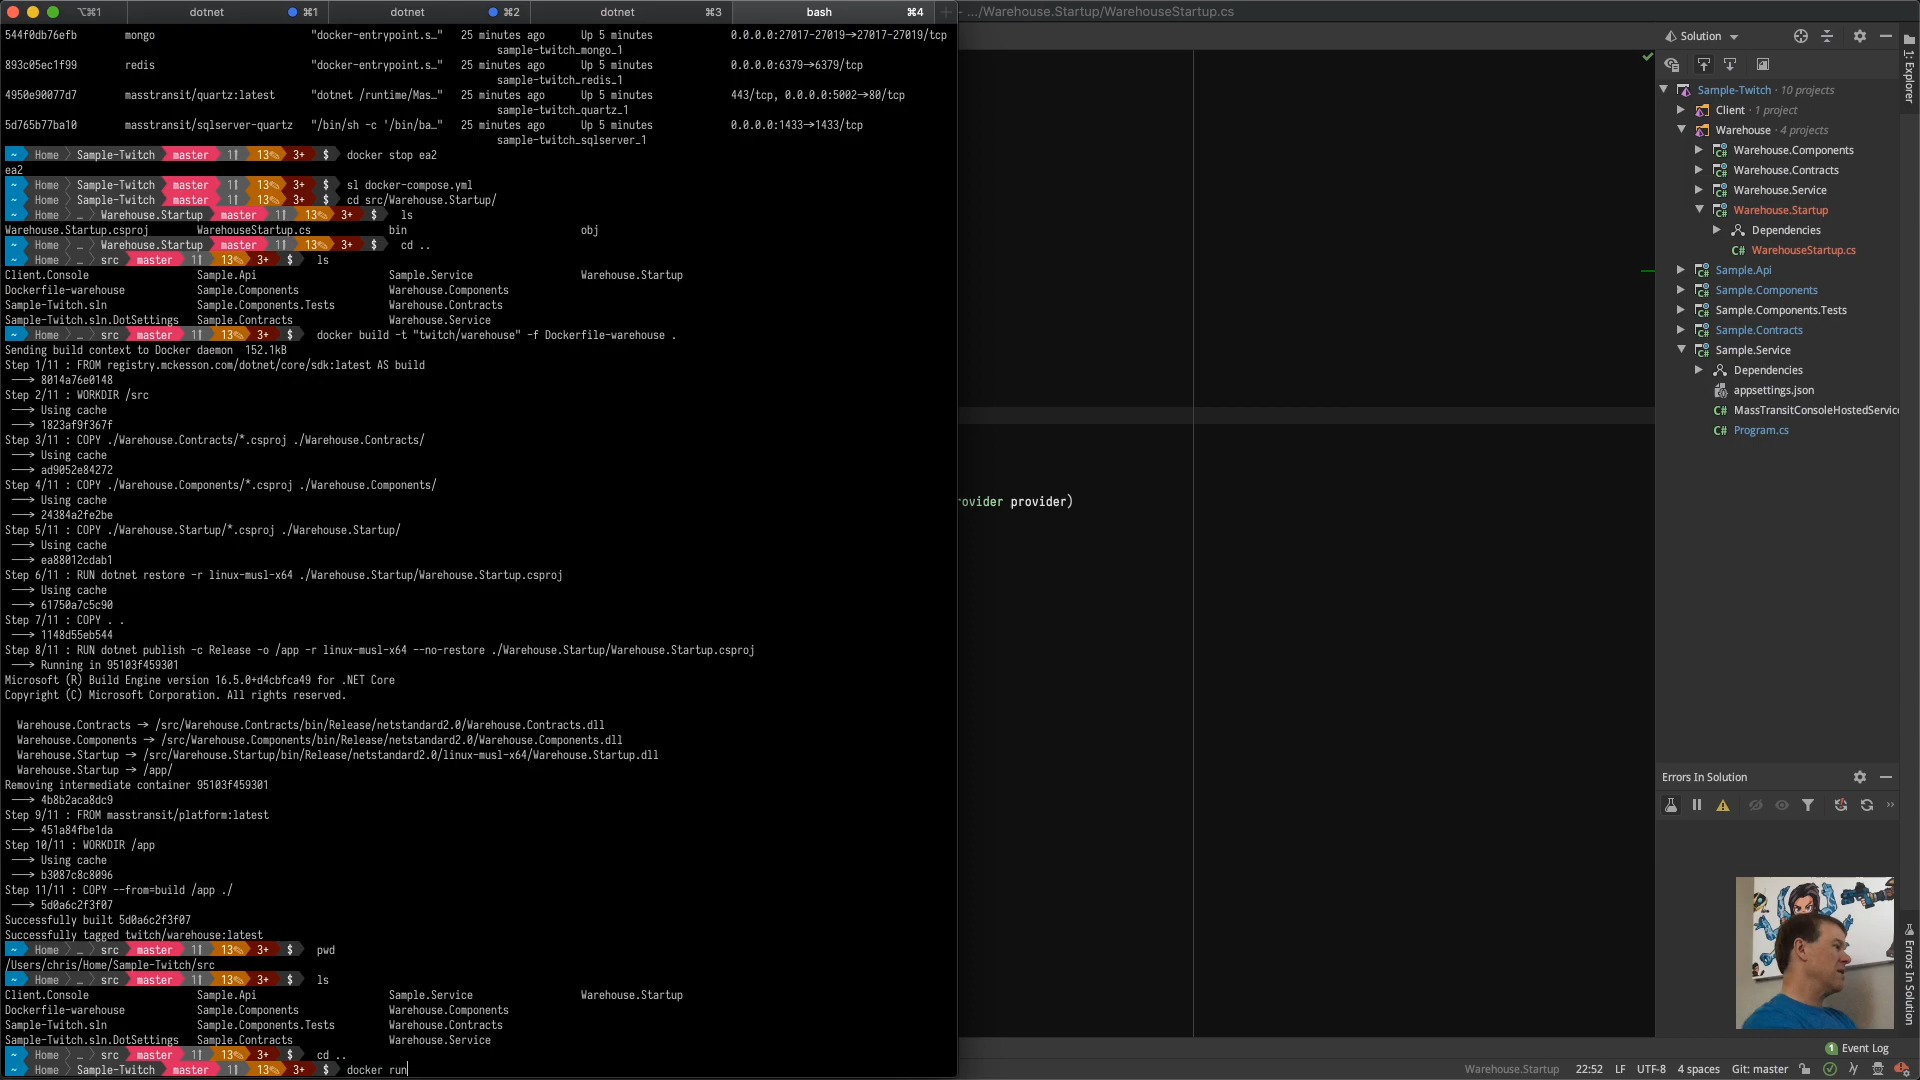 ⌥⌘1 dotnet ⌘1 dotnet ⌘2 dotnet ⌘3 bash ⌘4
544f0db76efb mongo "docker-entrypoint.s…" 25 minutes ago Up 5 minutes 0.0.0.0:27017-27019->27017-27019/tcp
sample-twitch_mongo_1
893c05ec1f99 redis "docker-entrypoint.s…" 25 minutes ago Up 5 minutes 0.0.0.0:6379->6379/tcp
sample-twitch_redis_1
4950e90077d7 masstransit/quartz:latest "dotnet /runtime/Mas…" 25 minutes ago Up 5 minutes 443/tcp, 0.0.0.0:5002->80/tcp
sample-twitch_quartz_1
5d765b77ba10 masstransit/sqlserver-quartz "/bin/sh -c '/bin/ba…" 25 minutes ago Up 5 minutes 0.0.0.0:1433->1433/tcp
sample-twitch_sqlserver_1
~ Home Sample-Twitch master 1 13✎ 3+ $ docker stop ea2
ea2
~ Home Sample-Twitch master 1 13✎ 3+ $ sl docker-compose.yml
~ Home Sample-Twitch master 1 13✎ 3+ $ cd src/Warehouse.Startup/
~ Home … Warehouse.Startup master 1 13✎ 3+ $ ls
Warehouse.Startup.csproj WarehouseStartup.cs bin obj
~ Home … Warehouse.Startup master 1 13✎ 3+ $ cd ..
~ Home … src master 1 13✎ 3+ $ ls
Client.Console Sample.Api Sample.Service Warehouse.Startup
Dockerfile-warehouse Sample.Components Warehouse.Components
Sample-Twitch.sln Sample.Components.Tests Warehouse.Contracts
Sample-Twitch.sln.DotSettings Sample.Contracts Warehouse.Service
~ Home … src master 1 13✎ 3+ $ docker build -t "twitch/warehouse" -f Dockerfile-warehouse .
Sending build context to Docker daemon 152.1kB
Step 1/11 : FROM registry.mckesson.com/dotnet/core/sdk:latest AS build
---> 8014a76e0148
Step 2/11 : WORKDIR /src
---> Using cache
---> 1823af9f367f
Step 3/11 : COPY ./Warehouse.Contracts/*.csproj ./Warehouse.Contracts/
---> Using cache
---> ad9052e84272
Step 4/11 : COPY ./Warehouse.Components/*.csproj ./Warehouse.Components/
---> Using cache
---> 24384a2fe2be
Step 5/11 : COPY ./Warehouse.Startup/*.csproj ./Warehouse.Startup/
---> Using cache
---> ea88012cdab1
Step 6/11 : RUN dotnet restore -r linux-musl-x64 ./Warehouse.Startup/Warehouse.Startup.csproj
---> Using cache
---> 61750a7c5c90
Step 7/11 : COPY . .
---> 1148d55eb544
Step 8/11 : RUN dotnet publish -c Release -o /app -r linux-musl-x64 --no-restore ./Warehouse.Startup/Warehouse.Startup.csproj
---> Running in 95103f459301
Microsoft (R) Build Engine version 16.5.0+d4cbfca49 for .NET Core
Copyright (C) Microsoft Corporation. All rights reserved.
Warehouse.Contracts -> /src/Warehouse.Contracts/bin/Release/netstandard2.0/Warehouse.Contracts.dll
Warehouse.Components -> /src/Warehouse.Components/bin/Release/netstandard2.0/Warehouse.Components.dll
Warehouse.Startup -> /src/Warehouse.Startup/bin/Release/netstandard2.0/linux-musl-x64/Warehouse.Startup.dll
Warehouse.Startup -> /app/
Removing intermediate container 95103f459301
---> 4b8b2aca8dc9
Step 9/11 : FROM masstransit/platform:latest
---> 451a84fbe1da
Step 10/11 : WORKDIR /app
---> Using cache
---> b3087c8c8096
Step 11/11 : COPY --from=build /app ./
---> 5d0a6c2f3f07
Successfully built 5d0a6c2f3f07
Successfully tagged twitch/warehouse:latest
~ Home … src master 1 13✎ 3+ $ pwd
/Users/chris/Home/Sample-Twitch/src
~ Home … src master 1 13✎ 3+ $ ls
Client.Console Sample.Api Sample.Service Warehouse.Startup
Dockerfile-warehouse Sample.Components Warehouse.Components
Sample-Twitch.sln Sample.Components.Tests Warehouse.Contracts
Sample-Twitch.sln.DotSettings Sample.Contracts Warehouse.Service
~ Home … src master 1 13✎ 3+ $ cd ..
~ Home Sample-Twitch master 1 13✎ 3+ $ docker run
- .../Warehouse.Startup/WarehouseStartup.cs
rovider provider)
Solution
1: Explorer
Sample-Twitch · 10 projects
Client · 1 project
Warehouse · 4 projects
C# Warehouse.Components
C# Warehouse.Contracts
C# Warehouse.Service
C# Warehouse.Startup
Dependencies
C# WarehouseStartup.cs
C# Sample.Api
C# Sample.Components
C# Sample.Components.Tests
C# Sample.Contracts
C# Sample.Service
Dependencies
appsettings.json
C# MassTransitConsoleHostedService
C# Program.cs
Errors In Solution
Errors In Solution
1 Event Log
Warehouse.Startup 22:52 LF UTF-8 4 spaces Git: master